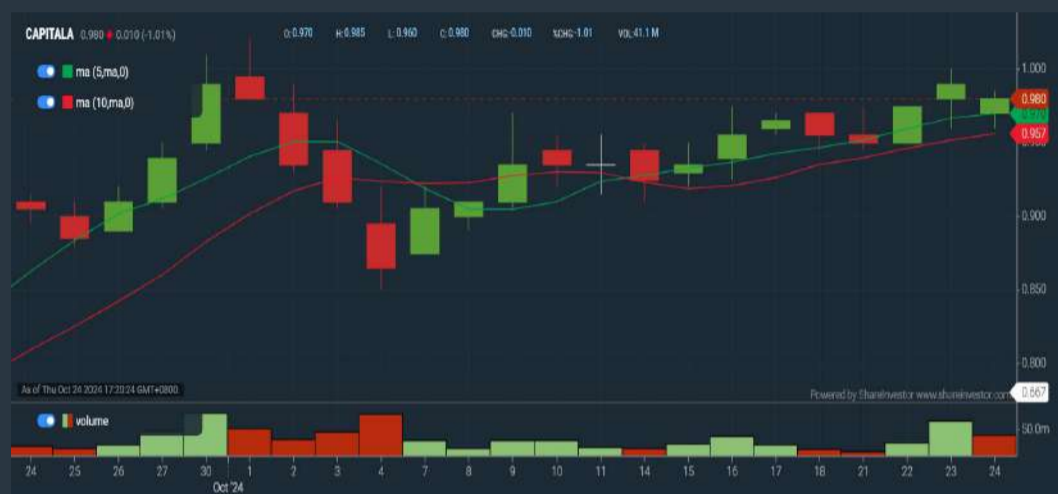 CAPITALA 0.980 0.010 (-1.01%) O: 0.970 H: 0.985 L: 0.960 C: 0.980 CHG:-0.010 %CHG:-1.01 VOL:41.1 M
ma (5,ma,0)
ma (10,ma,0)
1.000
0.980
0.970
0.957
0.900
0.850
0.800
As of Thu Oct 24 2024 17:20:24 GMT+0800. Powered by ShareInvestor www.shareinvestor.com
0.667
volume
50.0m
24 25 26 27 30 1 2 3 4 7 8 9 10 11 14 15 16 17 18 21 22 23 24
Oct '24